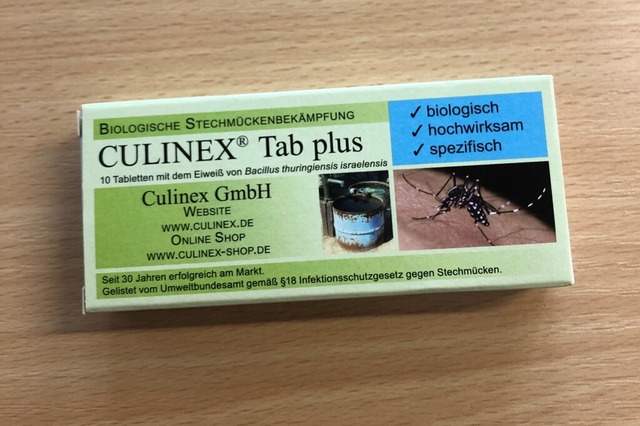 BIOLOGISCHE STECHMÜCKENBEKÄMPFUNG
CULINEX® Tab plus
10 Tabletten mit dem Eiweiß von Bacillus thuringiensis israelensis
✓ biologisch
✓ hochwirksam
✓ spezifisch
Culinex GmbH
WEBSITE
WWW.CULINEX.DE
ONLINE SHOP
WWW.CULINEX-SHOP.DE
Seit 30 Jahren erfolgreich am Markt.
Gelistet vom Umweltbundesamt gemäß §18 Infektionsschutzgesetz gegen Stechmücken.